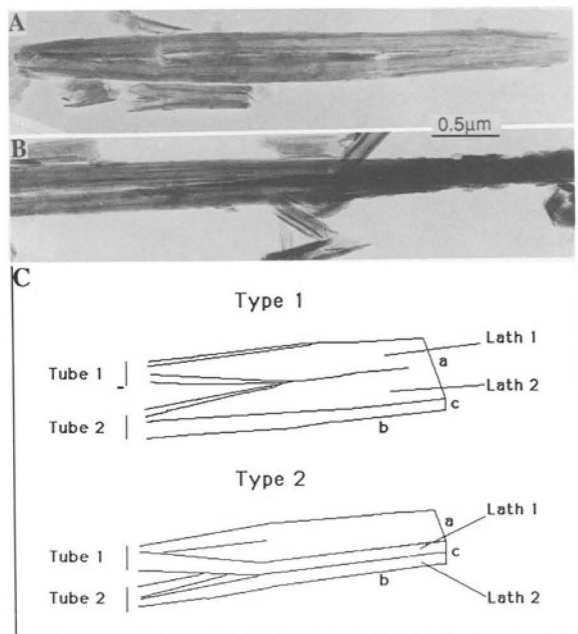 A
0.5μm
B
C
Type 1
Lath 1
a
Tube 1
Lath 2
c
Tube 2
b
Type 2
Lath 1
a
Tube 1
c
b
Tube 2
Lath 2